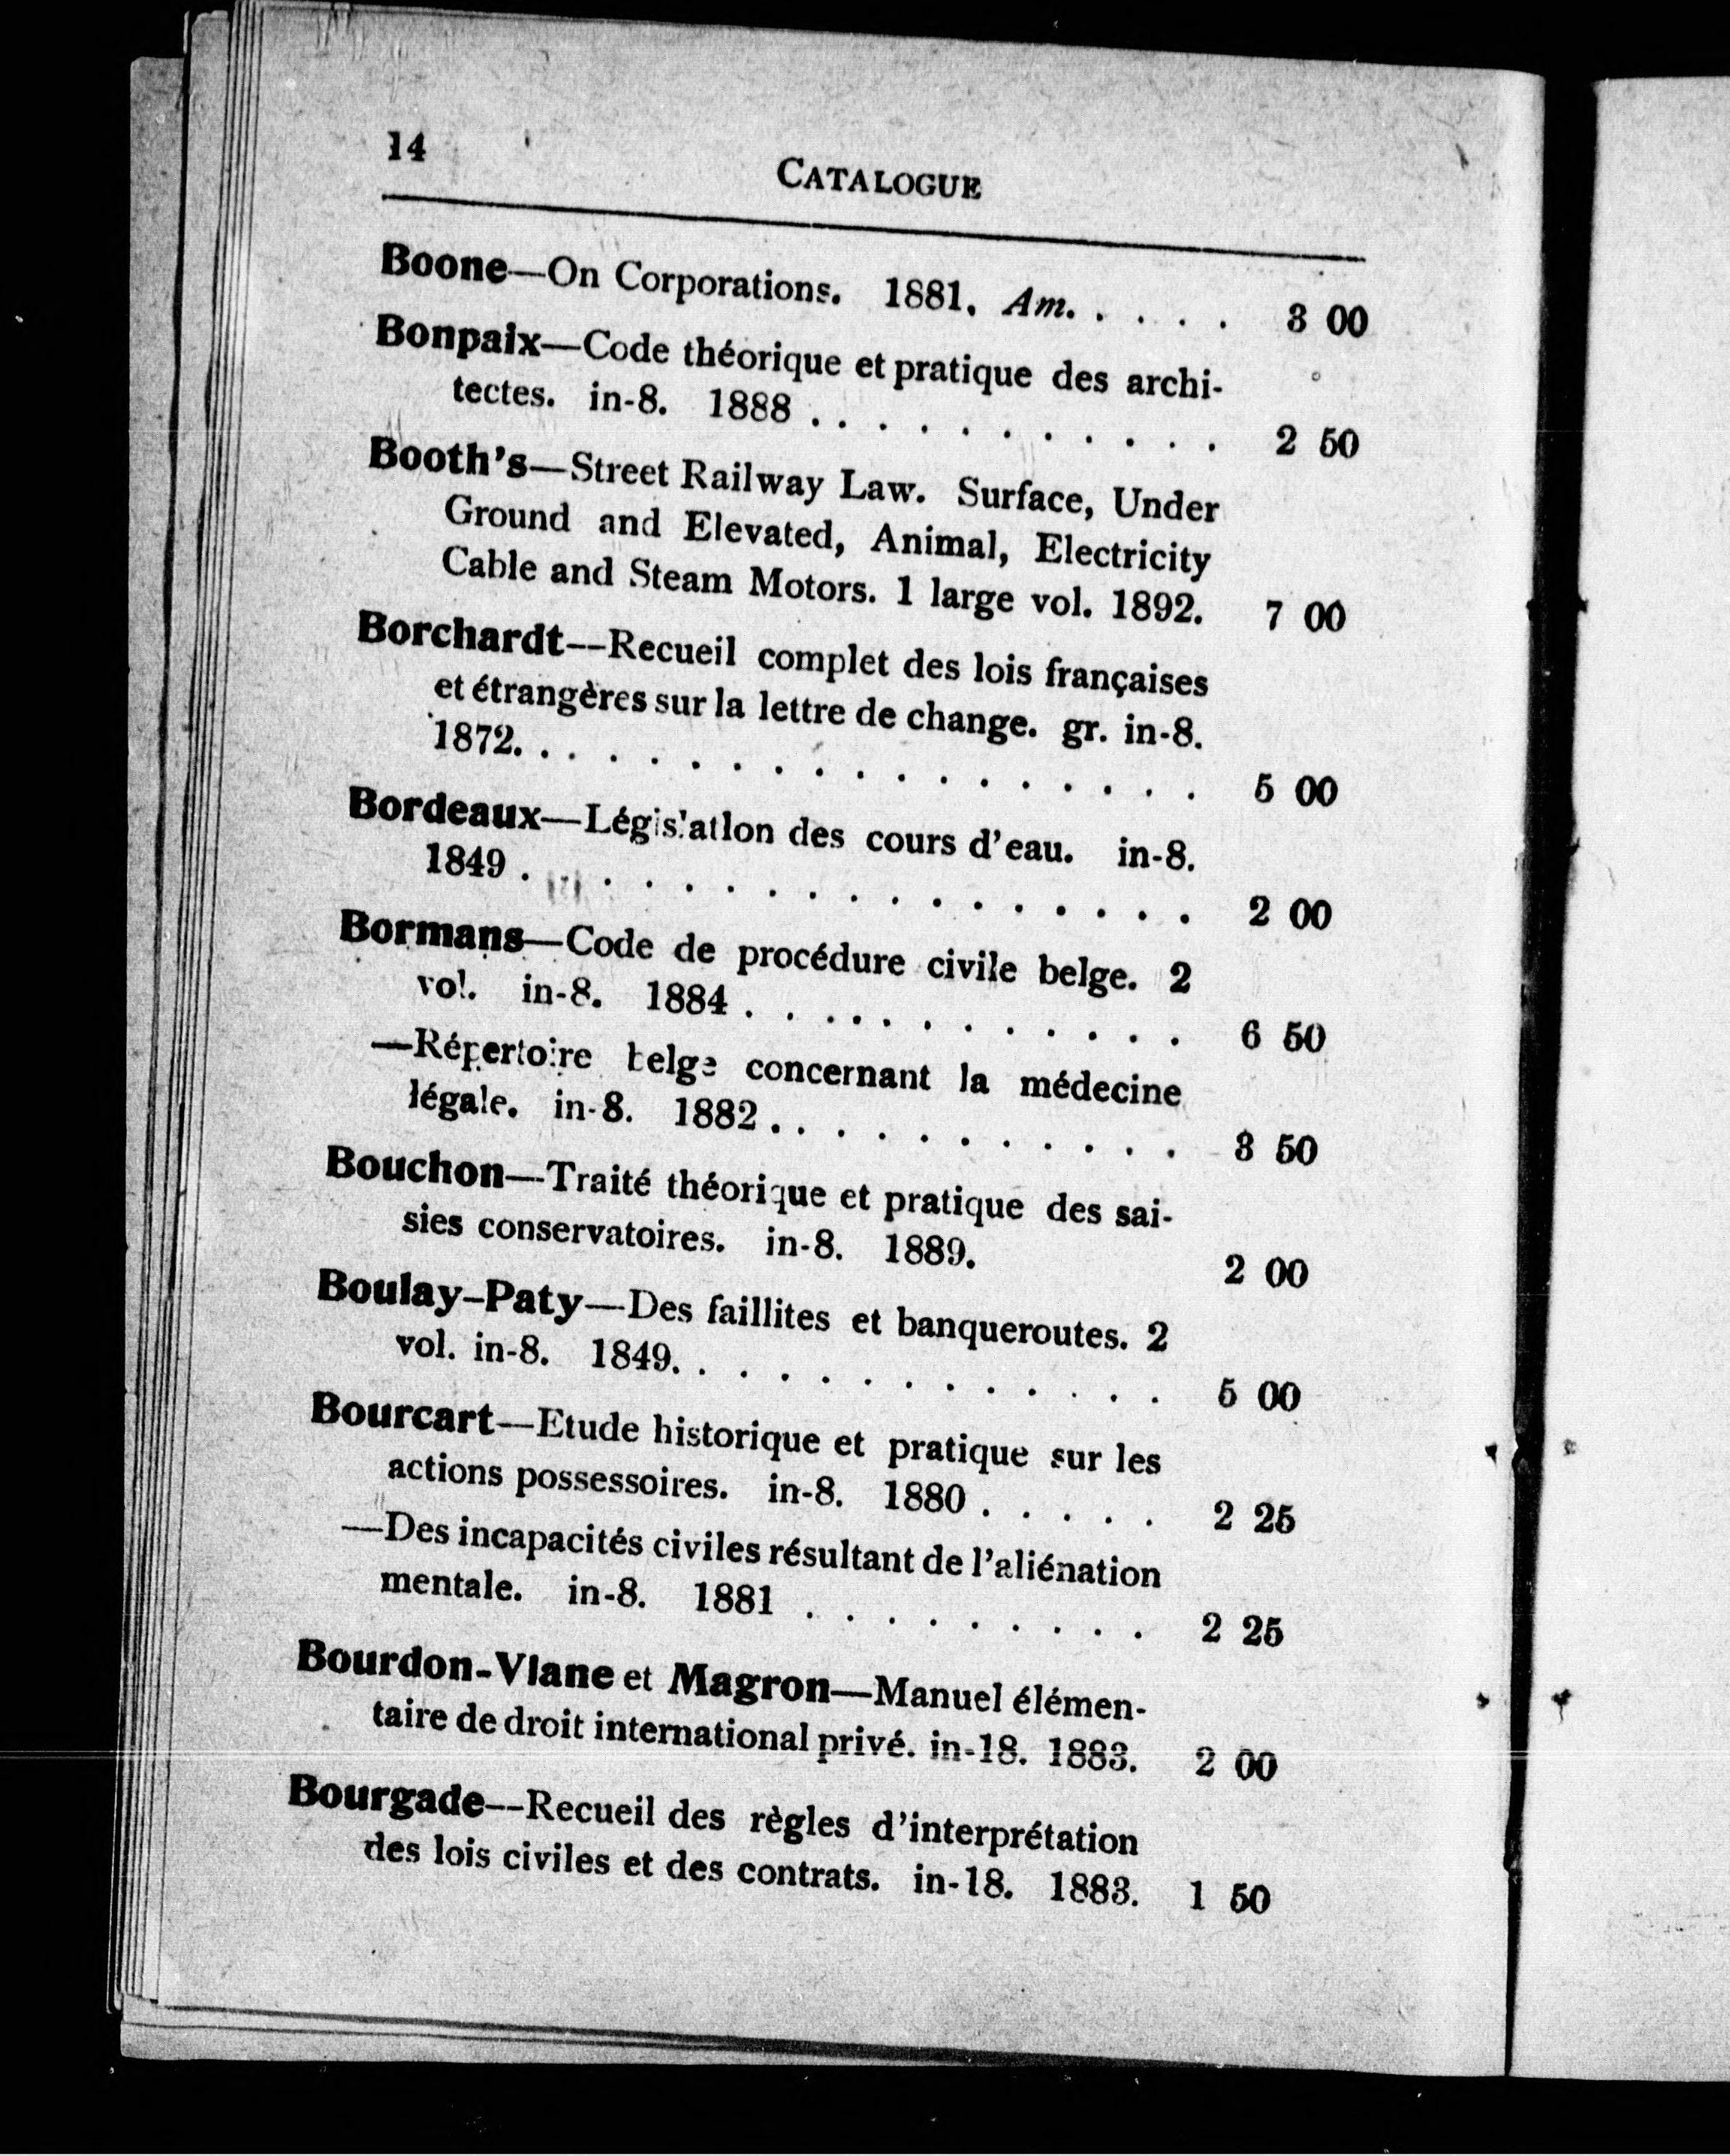 14
CATALOGUE
Boone—On Corporations. 1881. Am. . . . . 3 00
Bonpaix—Code théorique et pratique des archi-
tectes. in-8. 1888 . . . . . . . . . . . 2 50
Booth's—Street Railway Law. Surface, Under
Ground and Elevated, Animal, Electricity
Cable and Steam Motors. 1 large vol. 1892. 7 00
Borchardt—Recueil complet des lois françaises
et étrangères sur la lettre de change. gr. in-8.
1872. . . . . . . . . . . . . . . . . . 5 00
Bordeaux—Législation des cours d'eau. in-8.
1849 . . . . . . . . . . . . . . . . . 2 00
Bormans—Code de procédure civile belge. 2
vol. in-8. 1884 . . . . . . . . . . . . 6 50
—Répertoire belge concernant la médecine
légale. in-8. 1882 . . . . . . . . . . . 3 50
Bouchon—Traité théorique et pratique des sai-
sies conservatoires. in-8. 1889. 2 00
Boulay-Paty—Des faillites et banqueroutes. 2
vol. in-8. 1849. . . . . . . . . . . . . 5 00
Bourcart—Etude historique et pratique sur les
actions possessoires. in-8. 1880 . . . . . 2 25
—Des incapacités civiles résultant de l'aliénation
mentale. in-8. 1881 . . . . . . . . . 2 25
Bourdon-Viane et Magron—Manuel élémen-
taire de droit international privé. in-18. 1883. 2 00
Bourgade—Recueil des règles d'interprétation
des lois civiles et des contrats. in-18. 1883. 1 50